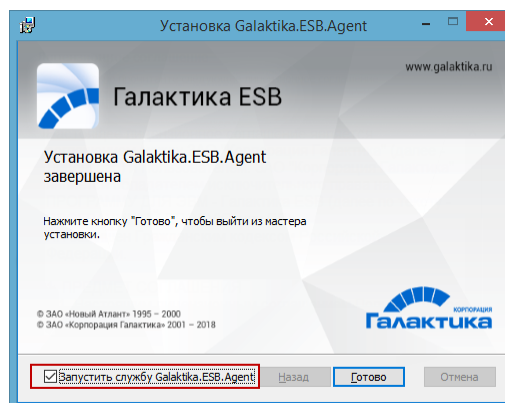 Установка Galaktika.ESB.Agent
www.galaktika.ru
Галактика ESB
Установка Galaktika.ESB.Agent
завершена
Нажмите кнопку "Готово", чтобы выйти из мастера
установки.
© ЗАО «Новый Атлант» 1995 – 2000
© ЗАО «Корпорация Галактика» 2001 – 2018
КОРПОРАЦИЯ
Галактика
Запустить службу Galaktika.ESB.Agent
Назад
Готово
Отмена